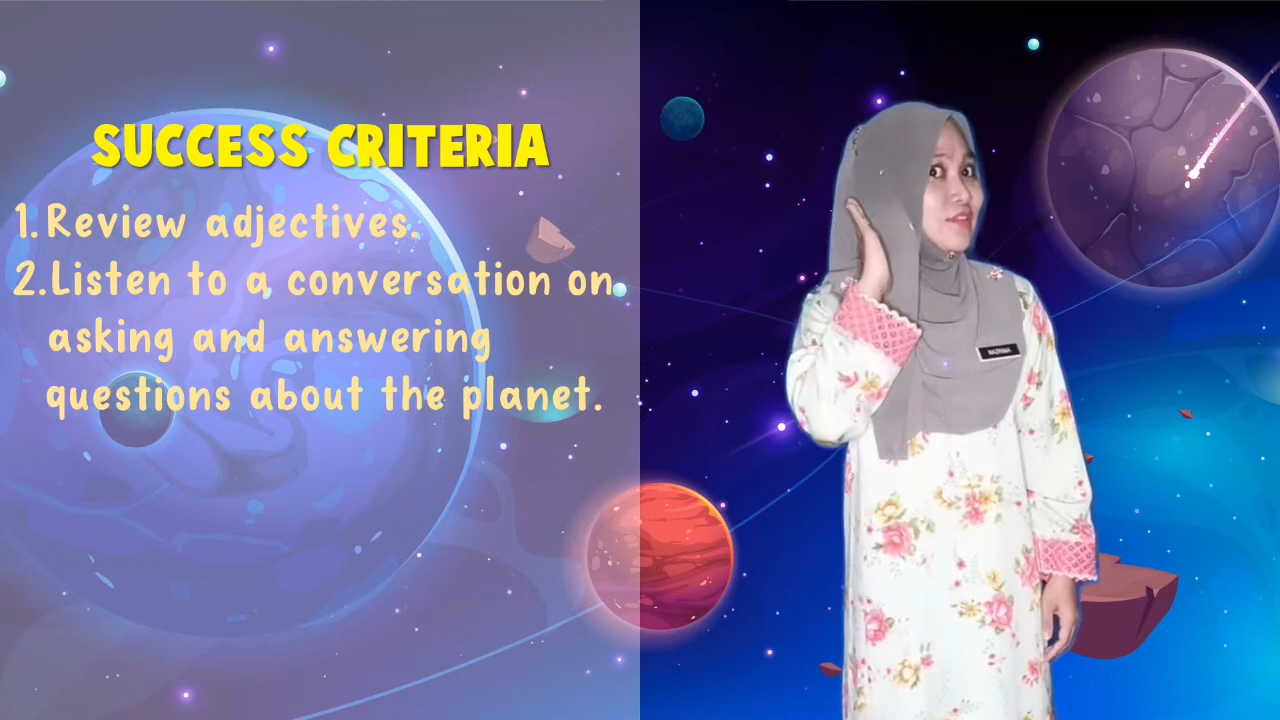 SUCCESS CRITERIA
1. Review adjectives.
2. Listen to a conversation on
asking and answering
questions about the planet.